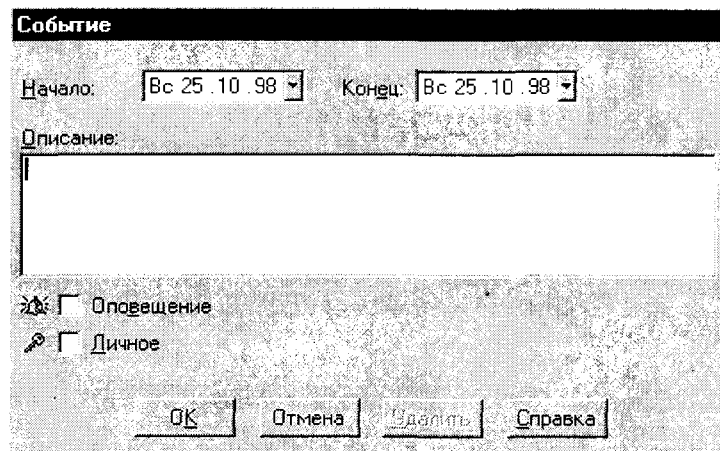 Событие
Начало: Вс 25 .10 .98 Конец: Вс 25 .10 .98
Описание:
Оповещение
Личное
OK Отмена Удалить Справка